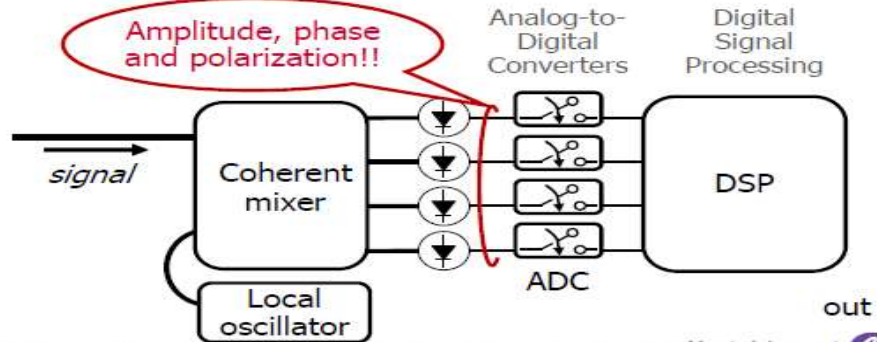 Amplitude, phase
and polarization!!
Analog-to-
Digital
Converters
Digital
Signal
Processing
signal
Coherent
mixer
DSP
ADC
Local
oscillator
out